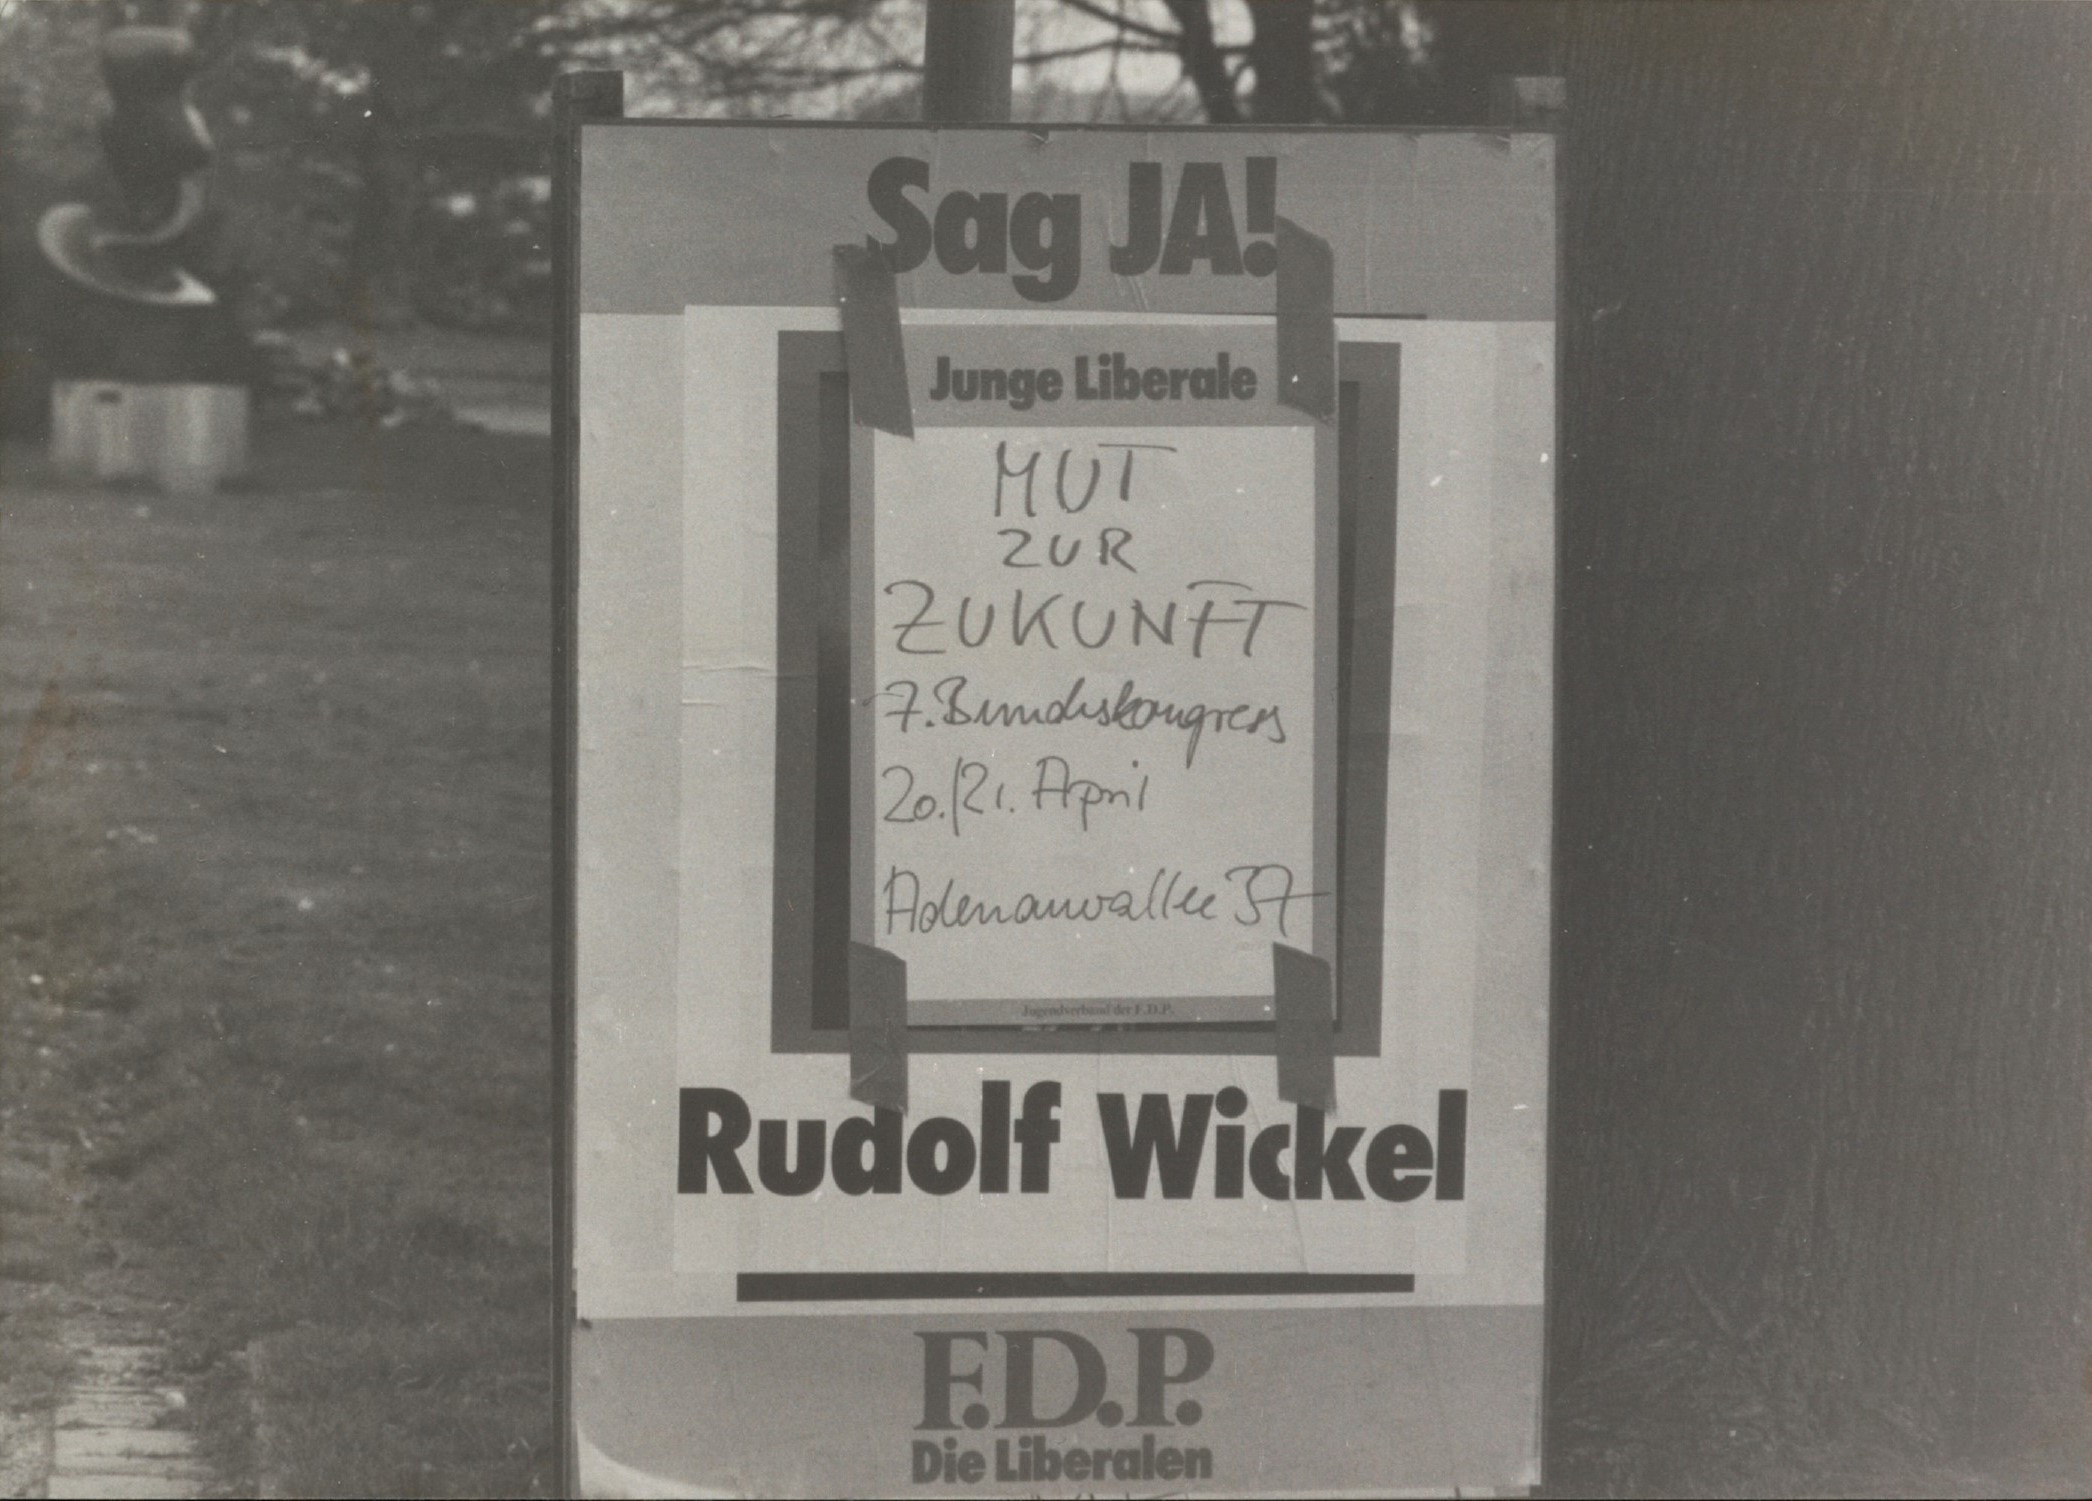 Sag JA!
Junge Liberale
MUT
ZUR
ZUKUNFT
7. Bundeskongress
20./21. April
Adenauerallee 37
Jugendverband der F.D.P.
Rudolf Wickel
F.D.P.
Die Liberalen